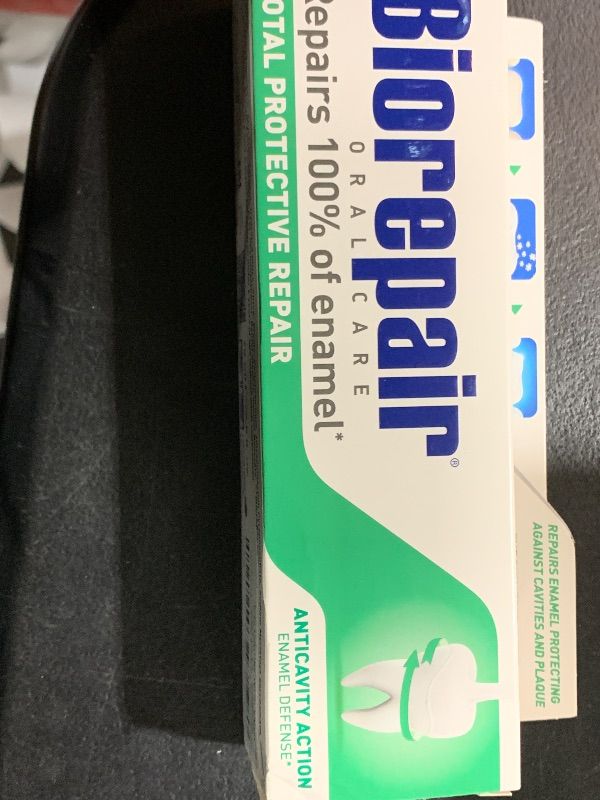 Biorepair®
ORAL CARE
Repairs 100% of enamel*
TOTAL PROTECTIVE REPAIR
ANTICAVITY ACTION
ENAMEL DEFENSE*
REPAIRS ENAMEL PROTECTING
AGAINST CAVITIES AND PLAQUE